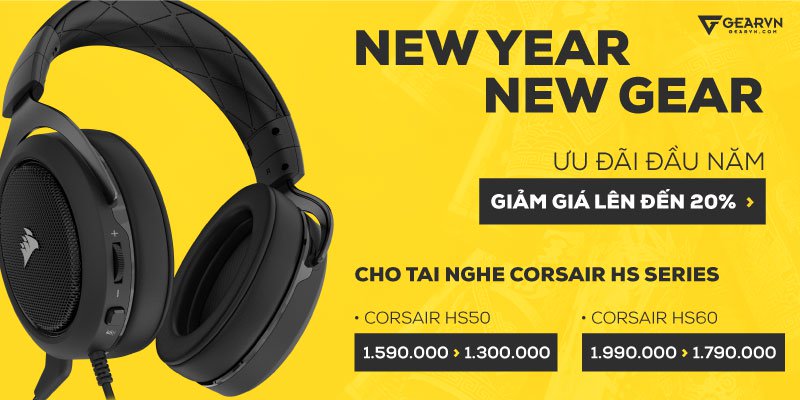 GEARVN
GEARVN.COM
NEW YEAR
NEW GEAR
ƯU ĐÃI ĐẦU NĂM
GIẢM GIÁ LÊN ĐẾN 20% >
CHO TAI NGHE CORSAIR HS SERIES
• CORSAIR HS50
1.590.000 > 1.300.000
• CORSAIR HS60
1.990.000 > 1.790.000